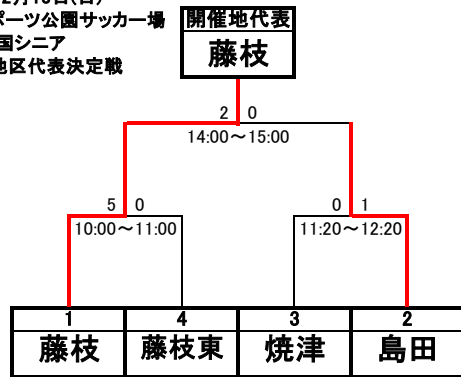 ポーツ公園サッカー場
国シニア
地区代表決定戦
開催地代表
藤枝
2 0
14:00～15:00
5 0
10:00～11:00
0 1
11:20～12:20
1 4 3 2
藤枝 藤枝東 焼津 島田